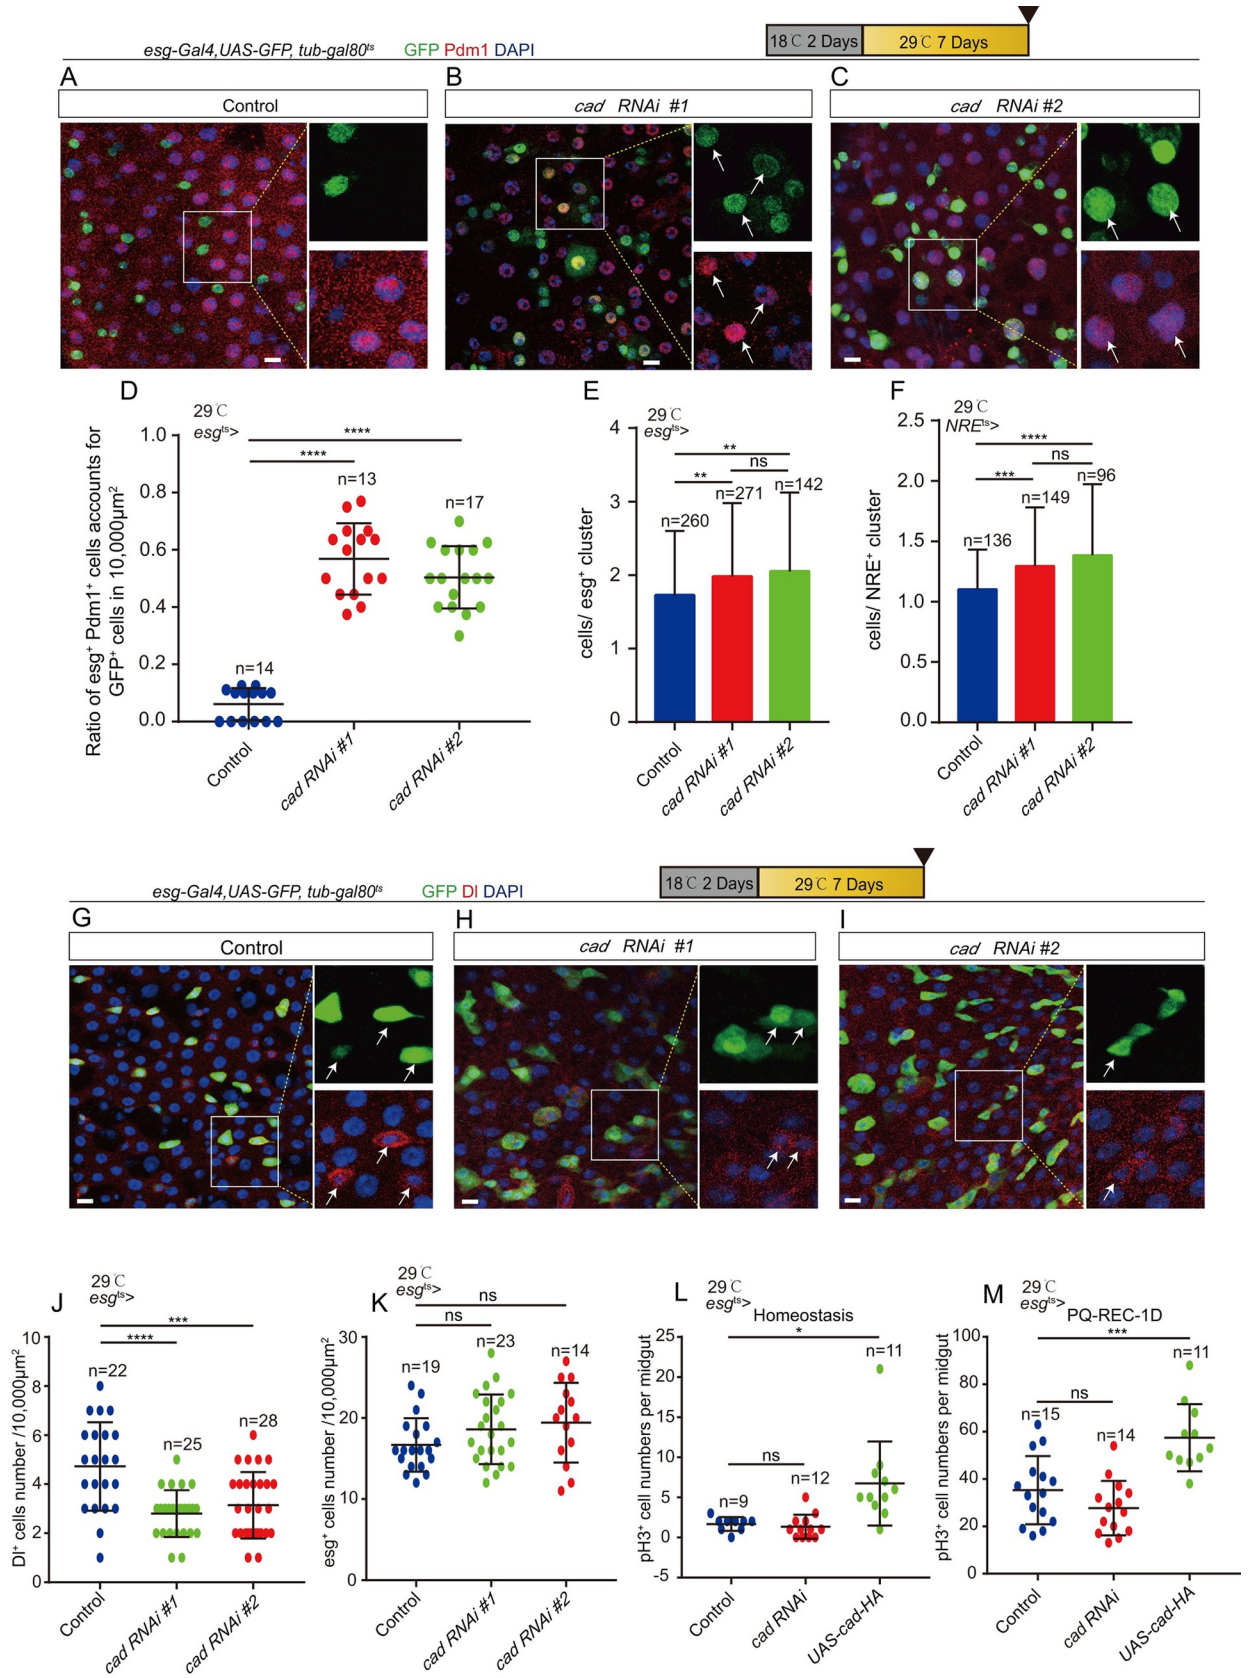 esg-Gal4,UAS-GFP, tub-gal80ts GFP Pdm1 DAPI
18℃ 2 Days 29℃ 7 Days
A B C
Control
cad RNAi #1
cad RNAi #2
D
29℃
esgts>
Ratio of esg+ Pdm1+ cells accounts for
GFP+ cells in 10,000μm2
1.0
0.8
0.6
0.4
0.2
0.0
****
****
n=14
n=13
n=17
Control
cad RNAi #1
cad RNAi #2
E
29℃
esgts>
cells/ esg+ cluster
4
3
2
1
0
**
ns
**
n=260
n=271
n=142
Control
cad RNAi #1
cad RNAi #2
F
29℃
NREts>
cells/ NRE+ cluster
2.5
2.0
1.5
1.0
0.5
0.0
****
ns
***
n=136
n=149
n=96
Control
cad RNAi #1
cad RNAi #2
esg-Gal4,UAS-GFP, tub-gal80ts GFP Dl DAPI
18℃ 2 Days 29℃ 7 Days
G H I
Control
cad RNAi #1
cad RNAi #2
J
29℃
esgts>
Dl+ cells number /10,000μm2
10
8
6
4
2
0
***
****
n=22
n=25
n=28
Control
cad RNAi #1
cad RNAi #2
K
29℃
esgts>
esg+ cells number /10,000μm2
30
20
10
0
ns
ns
n=19
n=23
n=14
Control
cad RNAi #1
cad RNAi #2
L
29℃
esgts>
Homeostasis
pH3+ cell numbers per midgut
25
20
15
10
5
0
-5
*
ns
n=9
n=12
n=11
Control
cad RNAi
UAS-cad-HA
M
29℃
esgts>
PQ-REC-1D
pH3+ cell numbers per midgut
100
80
60
40
20
0
***
ns
n=15
n=14
n=11
Control
cad RNAi
UAS-cad-HA